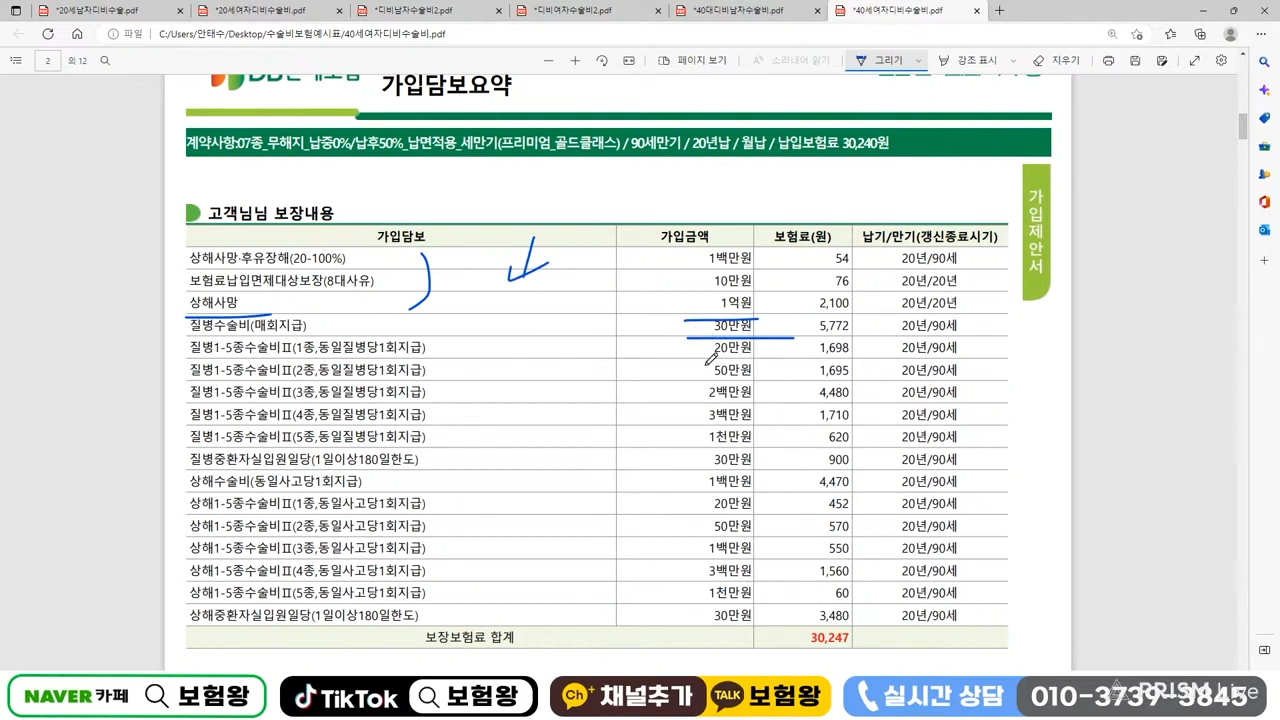 *20세남자디비수술.pdf
*20세여자디비수술비.pdf
*디비남자수술비2.pdf
*디비여수술비2.pdf
*40대디비남자수술비.pdf
*40세여자디비수술비.pdf
파일 C:/Users/안태수/Desktop/수술비보험예시표/40세여자디비수술비.pdf
2 의 12
페이지 보기
소리내어 읽기
그리기
강조 표시
지우기
가입담보요약
계약사항:07종_무해지_납중0%/납후50%_납면적용_세만기(프리미엄_골드클래스) / 90세만기 / 20년납 / 월납 / 납입보험료 30,240원
가입제안서
고객님님 보장내용
가입담보 가입금액 보험료(원) 납기/만기(갱신종료시기)
상해사망·후유장해(20-100%) 1백만원 54 20년/90세
보험료납입면제대상보장(8대사유) 10만원 76 20년/20년
상해사망 1억원 2,100 20년/20년
질병수술비(매회지급) 30만원 5,772 20년/90세
질병1-5종수술비Ⅱ(1종,동일질병당1회지급) 20만원 1,698 20년/90세
질병1-5종수술비Ⅱ(2종,동일질병당1회지급) 50만원 1,695 20년/90세
질병1-5종수술비Ⅱ(3종,동일질병당1회지급) 2백만원 4,480 20년/90세
질병1-5종수술비Ⅱ(4종,동일질병당1회지급) 3백만원 1,710 20년/90세
질병1-5종수술비Ⅱ(5종,동일질병당1회지급) 1천만원 620 20년/90세
질병중환자실입원일당(1일이상180일한도) 30만원 900 20년/90세
상해수술비(동일사고당1회지급) 1백만원 4,470 20년/90세
상해1-5종수술비Ⅱ(1종,동일사고당1회지급) 20만원 452 20년/90세
상해1-5종수술비Ⅱ(2종,동일사고당1회지급) 50만원 570 20년/90세
상해1-5종수술비Ⅱ(3종,동일사고당1회지급) 1백만원 550 20년/90세
상해1-5종수술비Ⅱ(4종,동일사고당1회지급) 3백만원 1,560 20년/90세
상해1-5종수술비Ⅱ(5종,동일사고당1회지급) 1천만원 60 20년/90세
상해중환자실입원일당(1일이상180일한도) 30만원 3,480 20년/90세
보장보험료 합계 30,247
NAVER 카페 보험왕
TikTok 보험왕
Ch+ 채널추가 TALK 보험왕
실시간 상담 010-3739-5845
PRISM Live